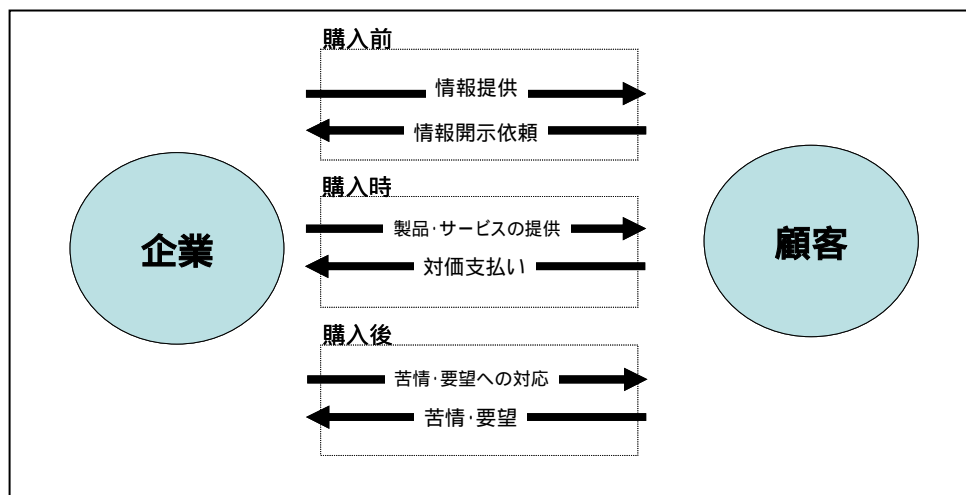 購入前
情報提供
情報開示依頼
購入時
製品･サービスの提供
対価支払い
購入後
苦情･要望への対応
苦情･要望
企業
顧客